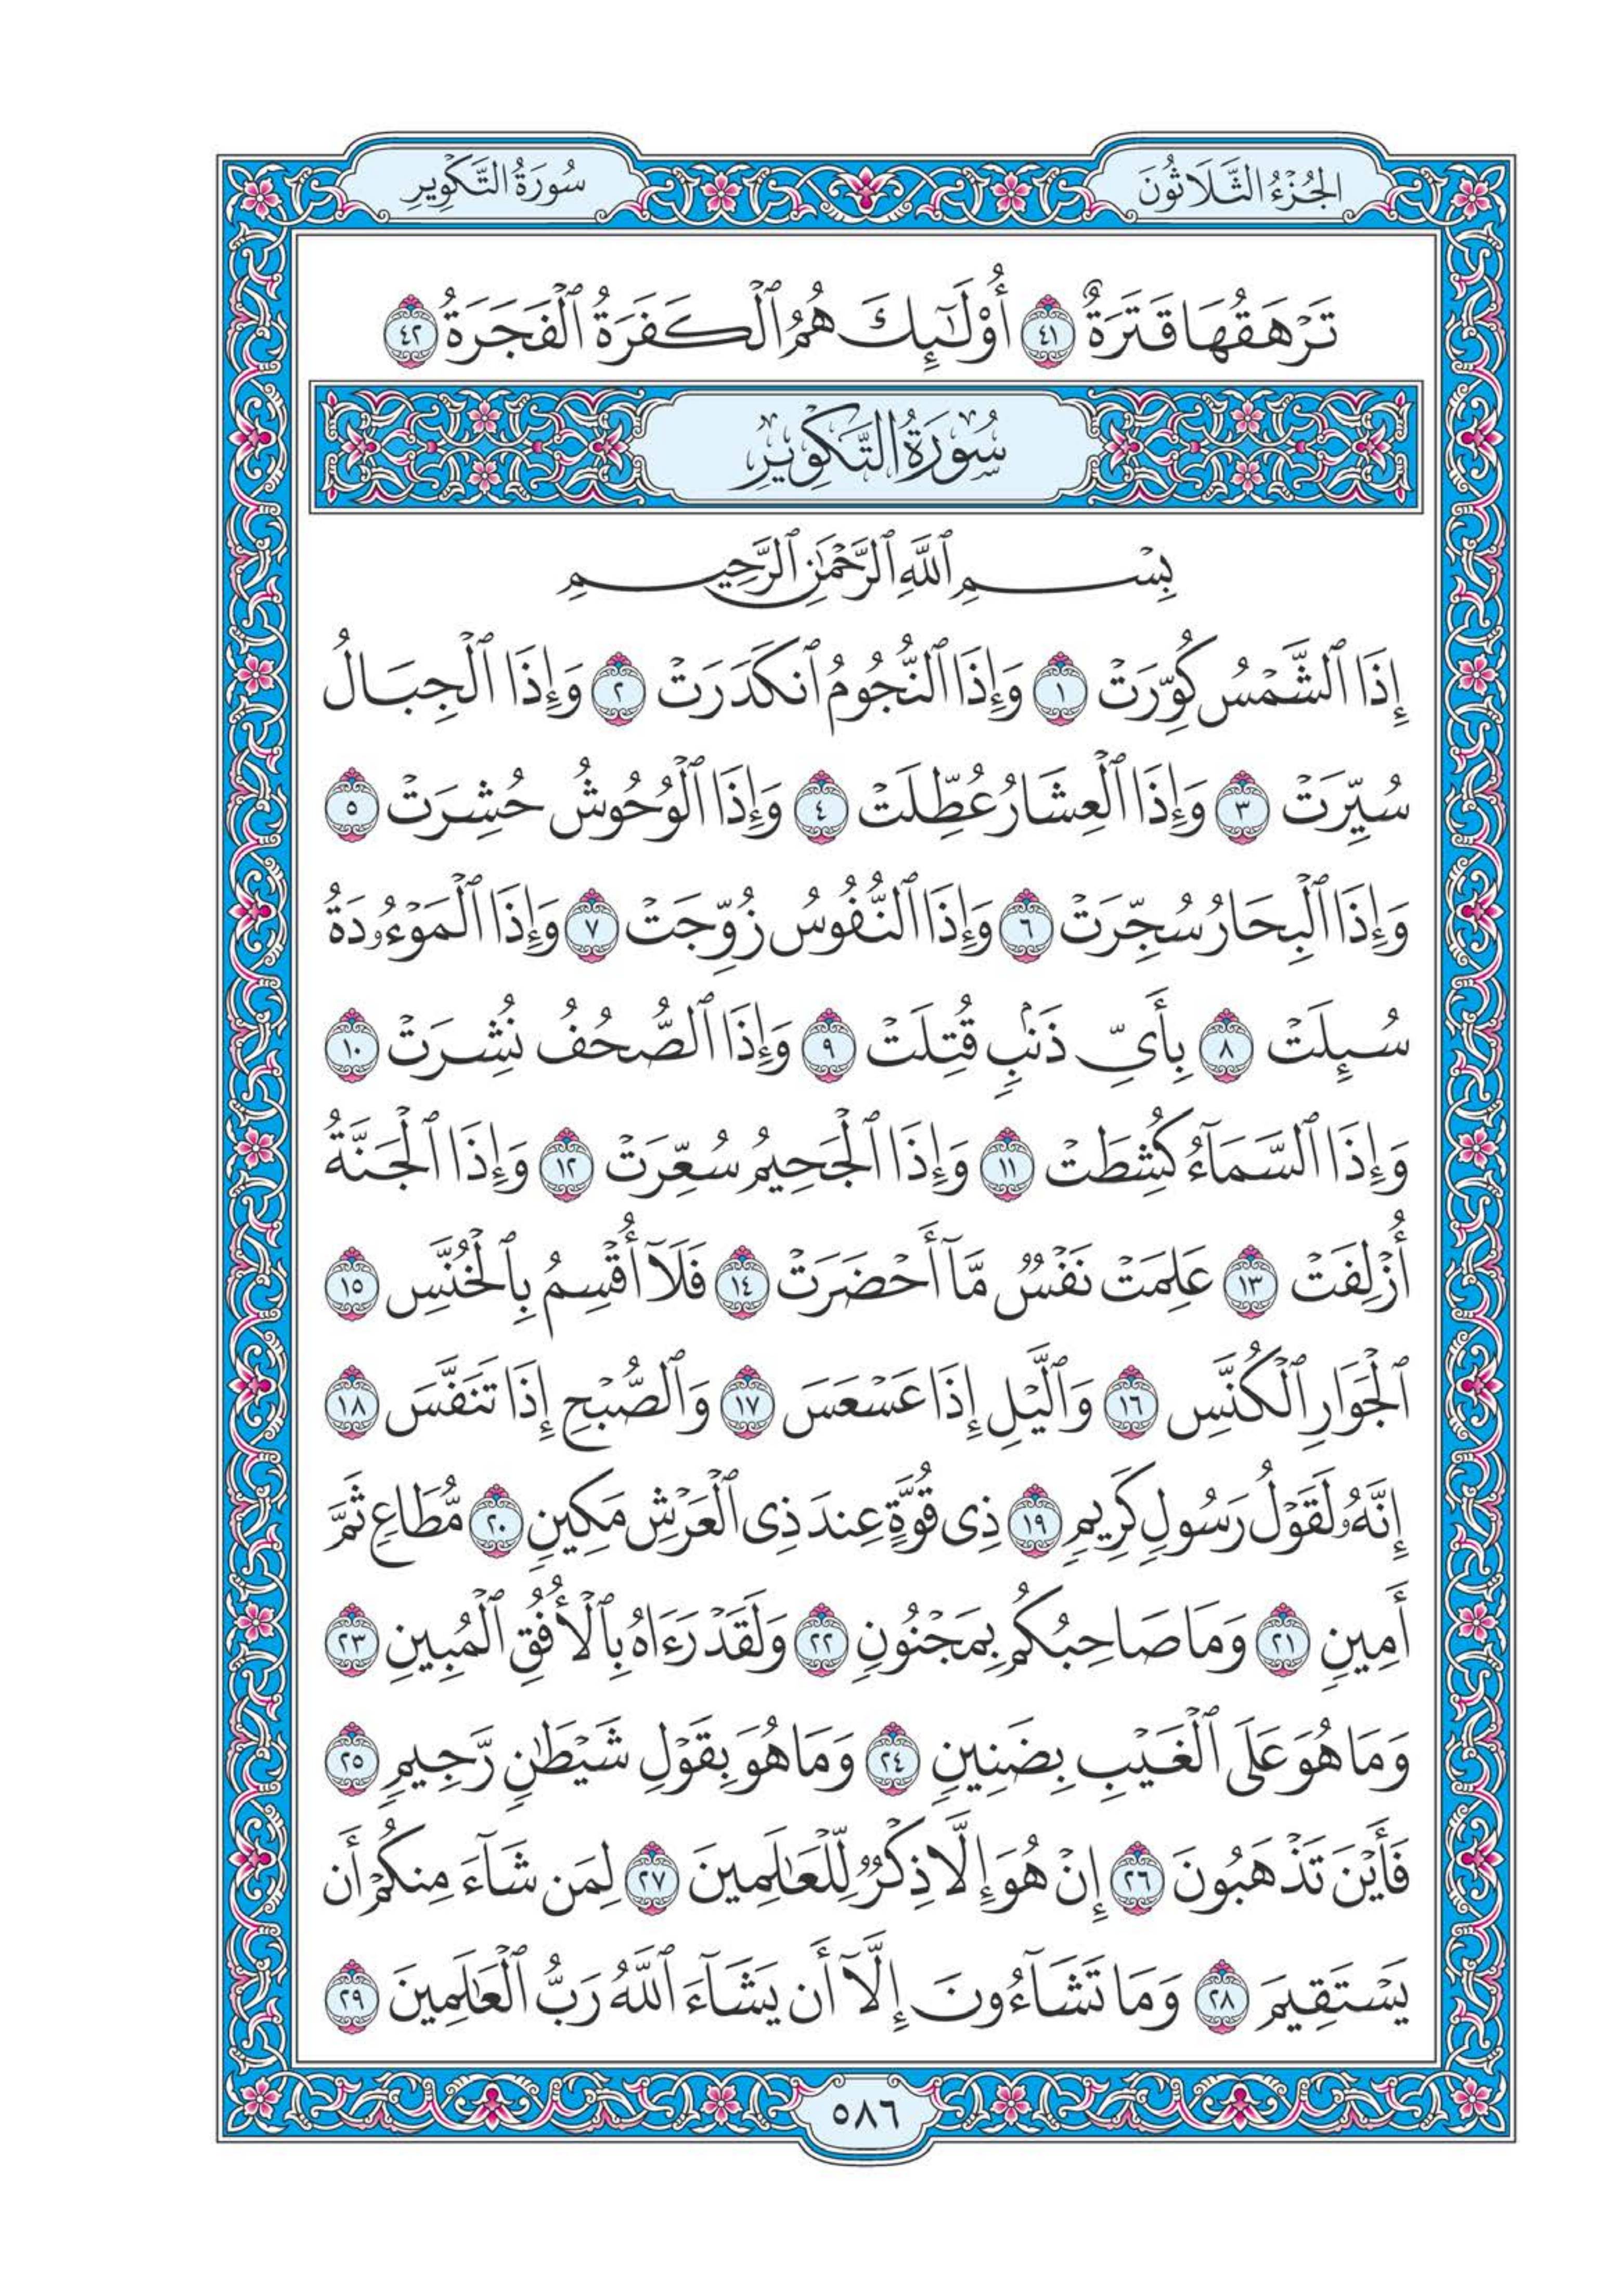 الجُزْءُ الثَّلَاثُونَ
سُورَةُ التَّكْوِيرِ
تَرْهَقُهَا قَتَرَةٌ ٤١ أُوْلَٰٓئِكَ هُمُ ٱلْكَفَرَةُ ٱلْفَجَرَةُ ٤٢
سُورَةُ التَّكْوِيرِ
بِسْمِ ٱللَّهِ ٱلرَّحْمَٰنِ ٱلرَّحِيمِ
إِذَا ٱلشَّمْسُ كُوِّرَتْ ١ وَإِذَا ٱلنُّجُومُ ٱنكَدَرَتْ ٢ وَإِذَا ٱلْجِبَالُ
سُيِّرَتْ ٣ وَإِذَا ٱلْعِشَارُ عُطِّلَتْ ٤ وَإِذَا ٱلْوُحُوشُ حُشِرَتْ ٥
وَإِذَا ٱلْبِحَارُ سُجِّرَتْ ٦ وَإِذَا ٱلنُّفُوسُ زُوِّجَتْ ٧ وَإِذَا ٱلْمَوْءُۥدَةُ
سُئِلَتْ ٨ بِأَيِّ ذَنۢبٍ قُتِلَتْ ٩ وَإِذَا ٱلصُّحُفُ نُشِرَتْ ١٠
وَإِذَا ٱلسَّمَآءُ كُشِطَتْ ١١ وَإِذَا ٱلْجَحِيمُ سُعِّرَتْ ١٢ وَإِذَا ٱلْجَنَّةُ
أُزْلِفَتْ ١٣ عَلِمَتْ نَفْسٌ مَّآ أَحْضَرَتْ ١٤ فَلَآ أُقْسِمُ بِٱلْخُنَّسِ ١٥
ٱلْجَوَارِ ٱلْكُنَّسِ ١٦ وَٱلَّيْلِ إِذَا عَسْعَسَ ١٧ وَٱلصُّبْحِ إِذَا تَنَفَّسَ ١٨
إِنَّهُۥ لَقَوْلُ رَسُولٍ كَرِيمٍ ١٩ ذِى قُوَّةٍ عِندَ ذِى ٱلْعَرْشِ مَكِينٍ ٢٠ مُّطَاعٍ ثَمَّ
أَمِينٍ ٢١ وَمَا صَاحِبُكُم بِمَجْنُونٍ ٢٢ وَلَقَدْ رَءَاهُ بِٱلْأُفُقِ ٱلْمُبِينِ ٢٣
وَمَا هُوَ عَلَى ٱلْغَيْبِ بِضَنِينٍ ٢٤ وَمَا هُوَ بِقَوْلِ شَيْطَٰنٍ رَّجِيمٍ ٢٥
فَأَيْنَ تَذْهَبُونَ ٢٦ إِنْ هُوَ إِلَّا ذِكْرٌ لِّلْعَٰلَمِينَ ٢٧ لِمَن شَآءَ مِنكُمْ أَن
يَسْتَقِيمَ ٢٨ وَمَا تَشَآءُونَ إِلَّآ أَن يَشَآءَ ٱللَّهُ رَبُّ ٱلْعَٰلَمِينَ ٢٩
٥٨٦